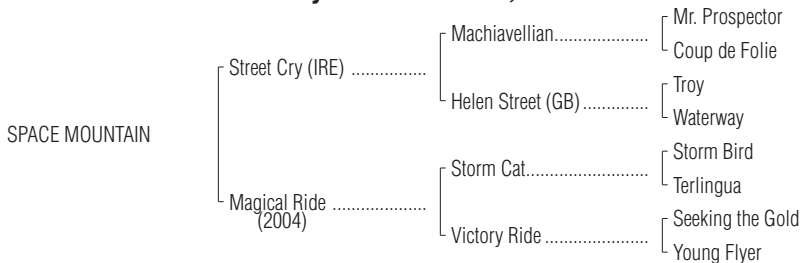 Mr. Prospector
Machiavellian....................
Coup de Folie
Street Cry (IRE) ................
Troy
Helen Street (GB) ..............
Waterway
SPACE MOUNTAIN
Storm Bird
Storm Cat..........................
Terlingua
Magical Ride ....................
(2004)
Seeking the Gold
Victory Ride ......................
Young Flyer